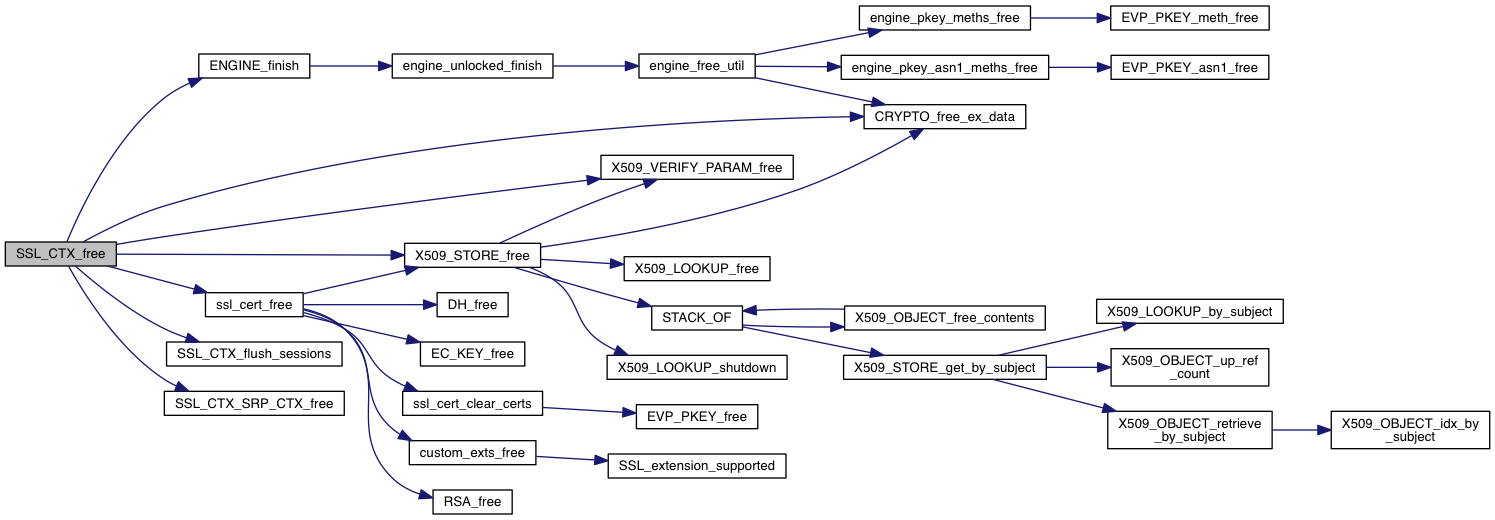 engine_pkey_meths_free
EVP_PKEY_meth_free
ENGINE_finish
engine_unlocked_finish
engine_free_util
engine_pkey_asn1_meths_free
EVP_PKEY_asn1_free
CRYPTO_free_ex_data
X509_VERIFY_PARAM_free
SSL_CTX_free
X509_STORE_free
X509_LOOKUP_free
ssl_cert_free
DH_free
STACK_OF
X509_OBJECT_free_contents
X509_LOOKUP_by_subject
SSL_CTX_flush_sessions
EC_KEY_free
X509_LOOKUP_shutdown
X509_STORE_get_by_subject
X509_OBJECT_up_ref
_count
SSL_CTX_SRP_CTX_free
ssl_cert_clear_certs
EVP_PKEY_free
X509_OBJECT_retrieve
_by_subject
X509_OBJECT_idx_by
_subject
custom_exts_free
SSL_extension_supported
RSA_free